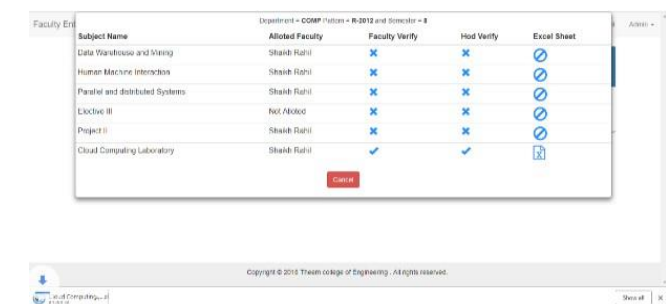 Department = COMP Pattern = R-2012 and Semester = 8
Faculty Ent
Admin
Subject Name Alloted Faculty Faculty Verify Hod Verify Excel Sheet
Data Warehouse and Mining Shaikh Rahil
Human Machine Interaction Shaikh Rahil
Parallel and distributed Systems Shaikh Rahil
Elective III Not Alloted
Project II Shaikh Rahil
Cloud Computing Laboratory Shaikh Rahil
Cancel
Copyright © 2016 Theem college of Engineering . All rights reserved.
Cloud Computing....xl
Show all